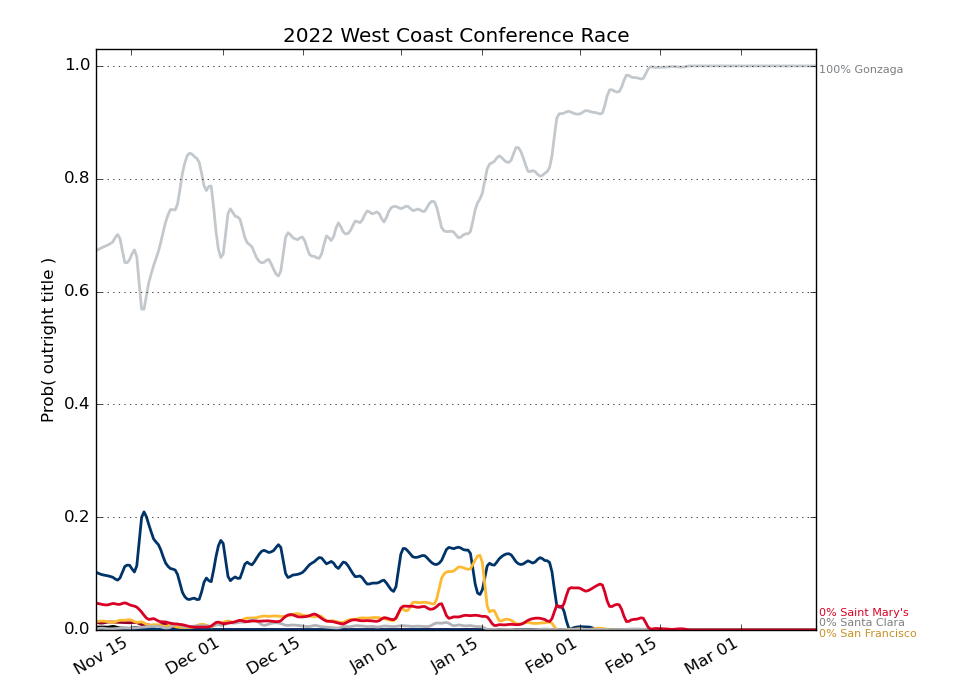 2022 West Coast Conference Race
Prob( outright title )
1.0
0.8
0.6
0.4
0.2
0.0
Nov 15
Dec 01
Dec 15
Jan 01
Jan 15
Feb 01
Feb 15
Mar 01
100% Gonzaga
0% Saint Mary's
0% Santa Clara
0% San Francisco